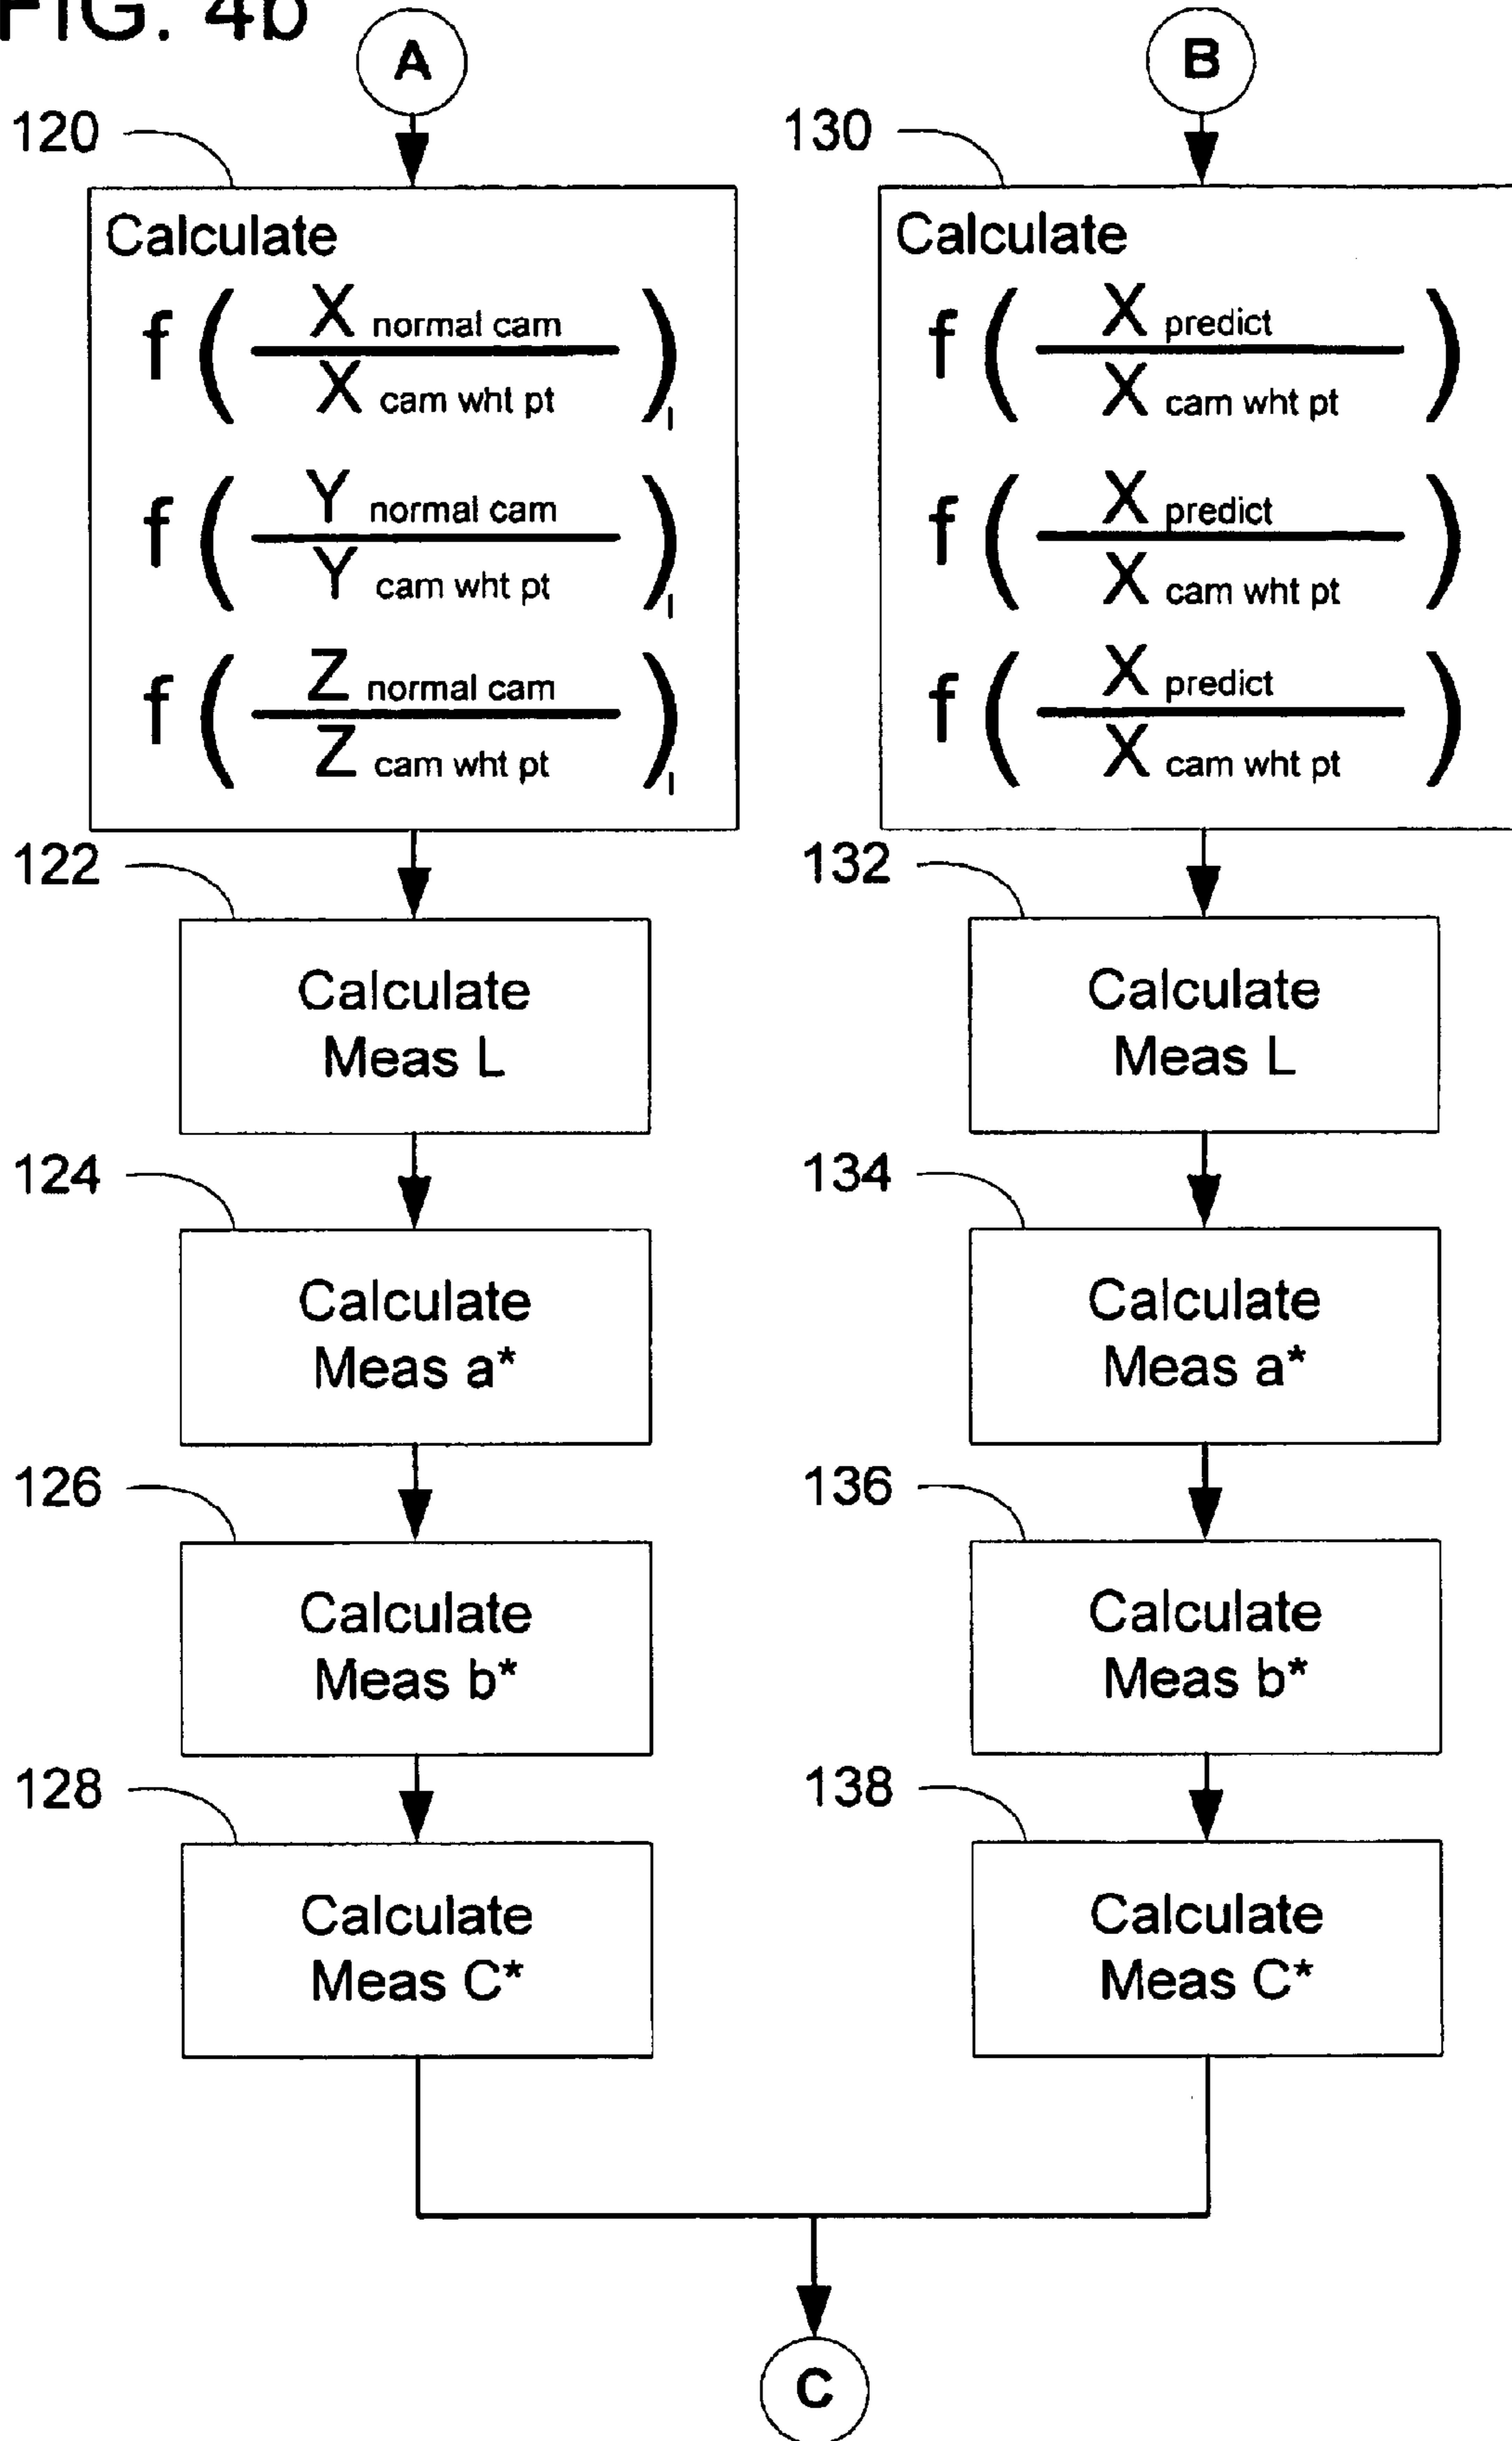 FIG. 4b
A
120
Calculate
f ( X normal cam / X cam wht pt ),
f ( Y normal cam / Y cam wht pt ),
f ( Z normal cam / Z cam wht pt ),
122
Calculate
Meas L
124
Calculate
Meas a*
126
Calculate
Meas b*
128
Calculate
Meas C*
B
130
Calculate
f ( X predict / X cam wht pt )
f ( X predict / X cam wht pt )
f ( X predict / X cam wht pt )
132
Calculate
Meas L
134
Calculate
Meas a*
136
Calculate
Meas b*
138
Calculate
Meas C*
C